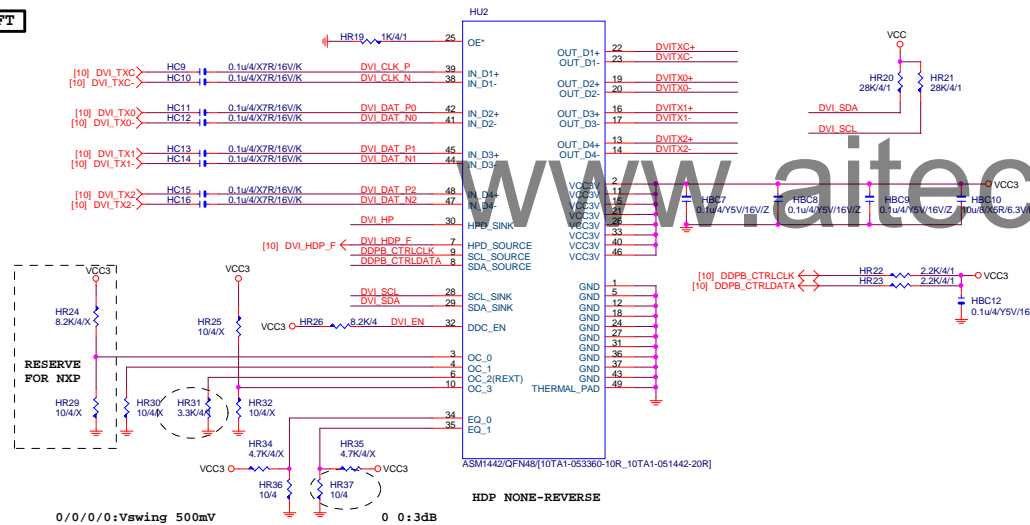 FT
HU2
HR19 1K/4/1
25 OE*
[10] DVI_TXC HC9 0.1u/4/X7R/16V/K DVI_CLK_P 39 IN_D1+
[10] DVI_TXC- HC10 0.1u/4/X7R/16V/K DVI_CLK_N 38 IN_D1-
[10] DVI_TX0 HC11 0.1u/4/X7R/16V/K DVI_DAT_P0 42 IN_D2+
[10] DVI_TX0- HC12 0.1u/4/X7R/16V/K DVI_DAT_N0 41 IN_D2-
[10] DVI_TX1 HC13 0.1u/4/X7R/16V/K DVI_DAT_P1 45 IN_D3+
[10] DVI_TX1- HC14 0.1u/4/X7R/16V/K DVI_DAT_N1 44 IN_D3-
[10] DVI_TX2 HC15 0.1u/4/X7R/16V/K DVI_DAT_P2 48 IN_D4+
[10] DVI_TX2- HC16 0.1u/4/X7R/16V/K DVI_DAT_N2 47 IN_D4-
DVI_HP 30 HPD_SINK
[10] DVI_HDP_F DVI_HDP_F 7 HPD_SOURCE
DDPB_CTRLCLK 9 SCL_SOURCE
DDPB_CTRLDATA 8 SDA_SOURCE
DVI_SCL 28 SCL_SINK
DVI_SDA 29 SDA_SINK
VCC3 HR26 8.2K/4 DVI_EN 32 DDC_EN
3 OC_0
4 OC_1
6 OC_2(REXT)
10 OC_3
34 EQ_0
35 EQ_1
OUT_D1+ 22 DVITXC+
OUT_D1- 23 DVITXC-
OUT_D2+ 19 DVITX0+
OUT_D2- 20 DVITX0-
OUT_D3+ 16 DVITX1+
OUT_D3- 17 DVITX1-
OUT_D4+ 13 DVITX2+
OUT_D4- 14 DVITX2-
VCC3V 2
VCC3V 11
VCC3V 15
VCC3V 21
VCC3V 26
VCC3V 33
VCC3V 40
VCC3V 46
GND 1
GND 5
GND 12
GND 18
GND 24
GND 27
GND 31
GND 36
GND 37
GND 43
THERMAL_PAD 49
ASM1442/QFN48/[10TA1-053360-10R_10TA1-051442-20R]
HDP NONE-REVERSE
VCC
HR20 28K/4/1
HR21 28K/4/1
DVI_SDA
DVI_SCL
www.aitec
VCC3
HBC7 0.1u/4/Y5V/16V/Z
HBC8 0.1u/4/Y5V/16V/Z
HBC9 0.1u/4/Y5V/16V/Z
HBC10 10u/8/X5R/6.3V/
[10] DDPB_CTRLCLK HR22 2.2K/4/1 VCC3
[10] DDPB_CTRLDATA HR23 2.2K/4/1
HBC12
0.1u/4/Y5V/16
VCC3
HR24
8.2K/4/X
RESERVE
FOR NXP
HR29
10/4/X
VCC3
HR25
10/4/X
HR30
10/4/X
HR31
3.3K/4/
HR32
10/4/X
HR34
4.7K/4/X
VCC3
HR35
4.7K/4/X
VCC3
HR36
10/4
HR37
10/4
0/0/0/0:Vswing 500mV
0 0:3dB